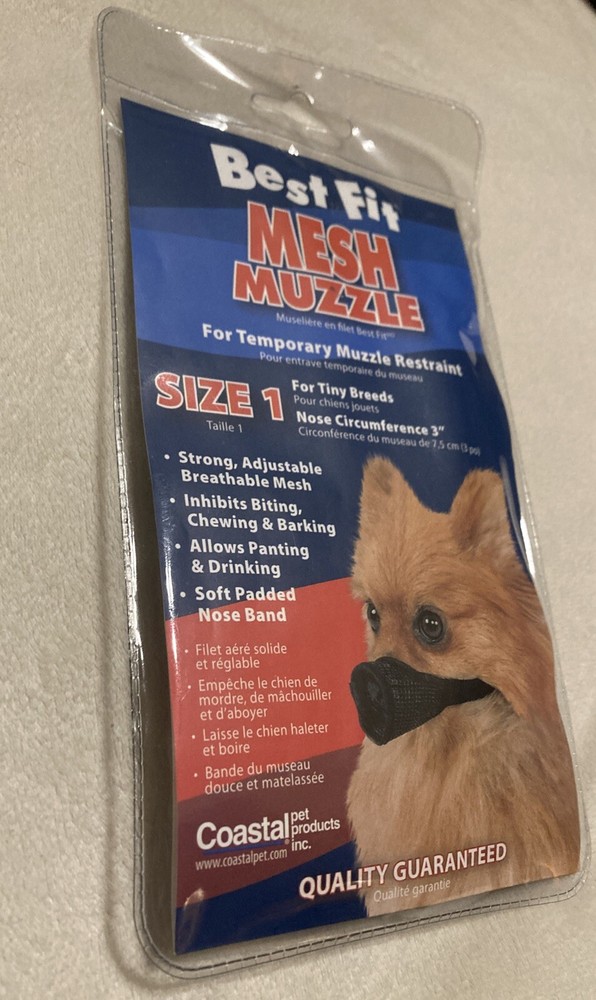 Best Fit
MESH
MUZZLE
Muselière en filet Best Fit™
For Temporary Muzzle Restraint
Pour entrave temporaire du museau
SIZE 1
Taille 1
For Tiny Breeds
Pour chiens jouets
Nose Circumference 3"
Circonférence du museau de 7,5 cm (3 po)
• Strong, Adjustable
Breathable Mesh
• Inhibits Biting,
Chewing & Barking
• Allows Panting
& Drinking
• Soft Padded
Nose Band
• Filet aéré solide
et réglable
• Empêche le chien de
mordre, de mâchouiller
et d'aboyer
• Laisse le chien haleter
et boire
• Bande du museau
douce et matelassée
Coastal pet
products
inc.
www.coastalpet.com
QUALITY GUARANTEED
Qualité garantie